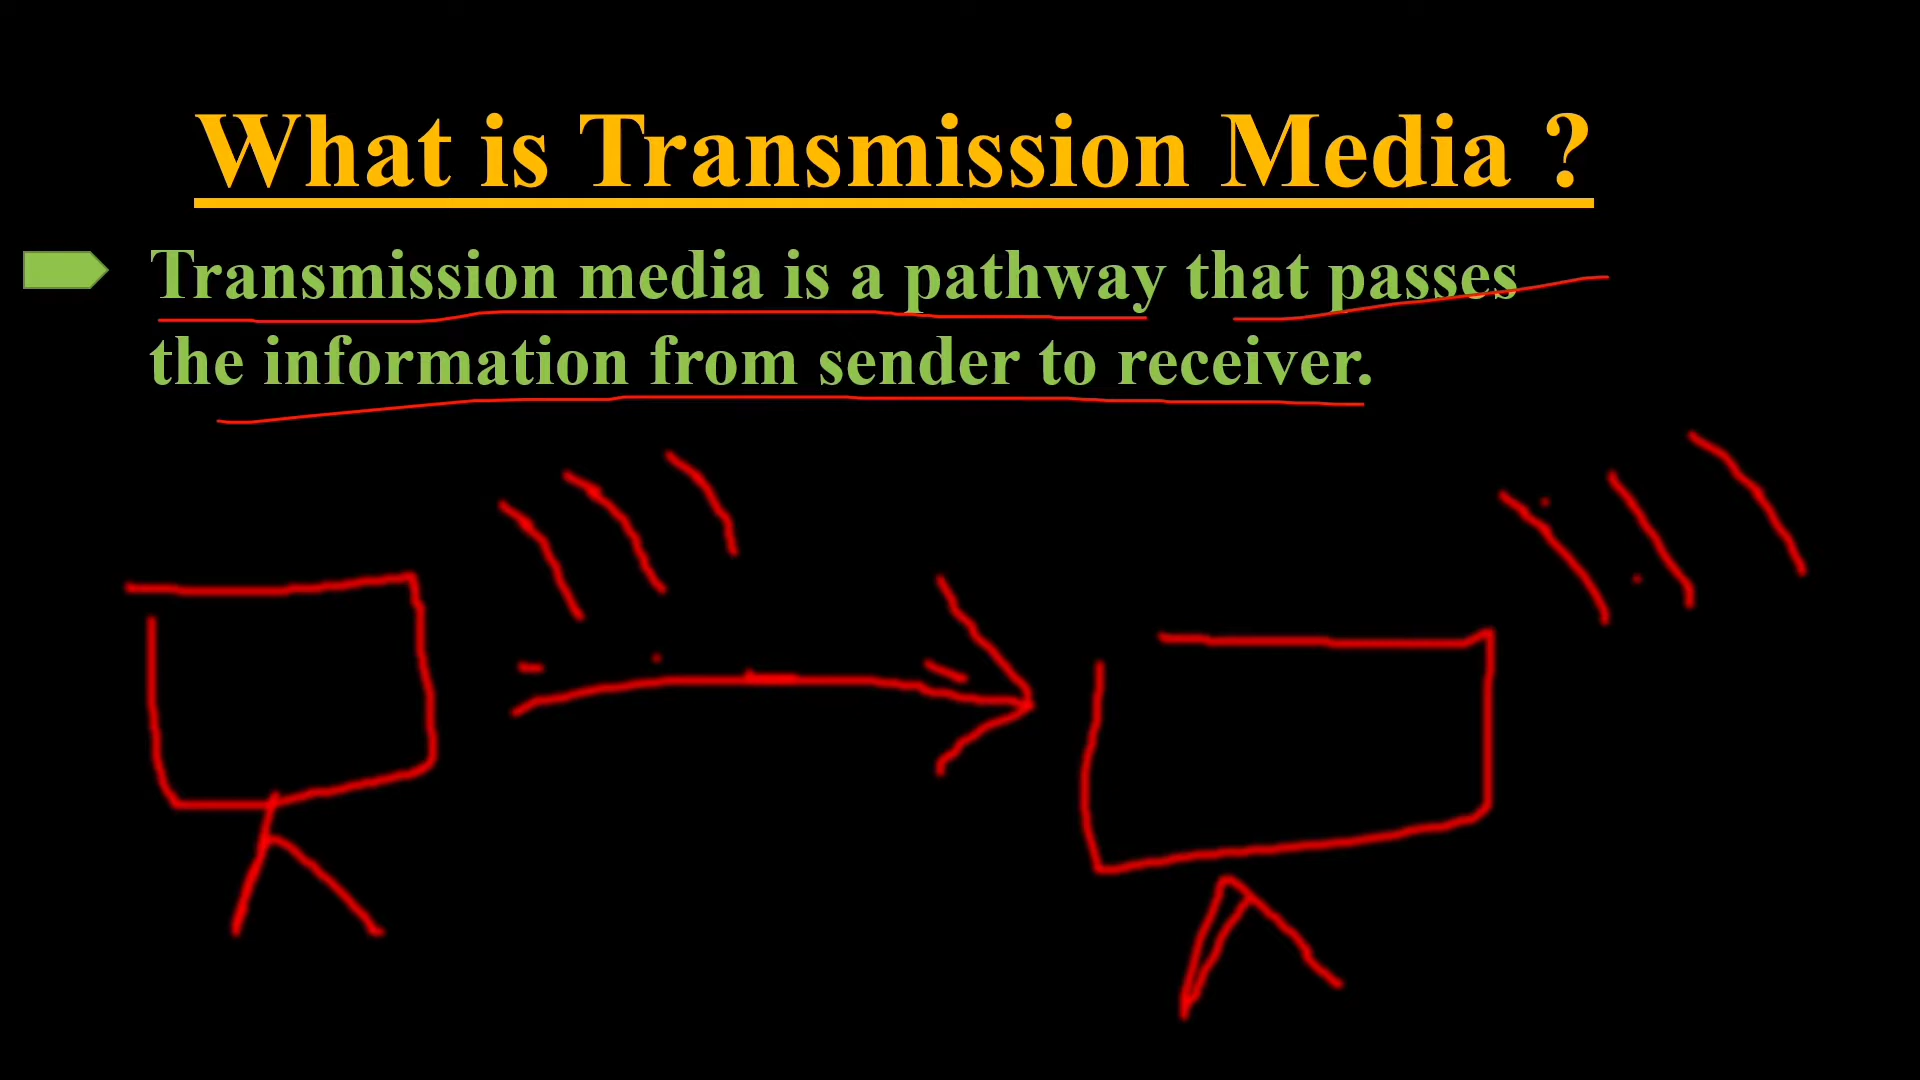 What is Transmission Media ?
Transmission media is a pathway that passes
the information from sender to receiver.